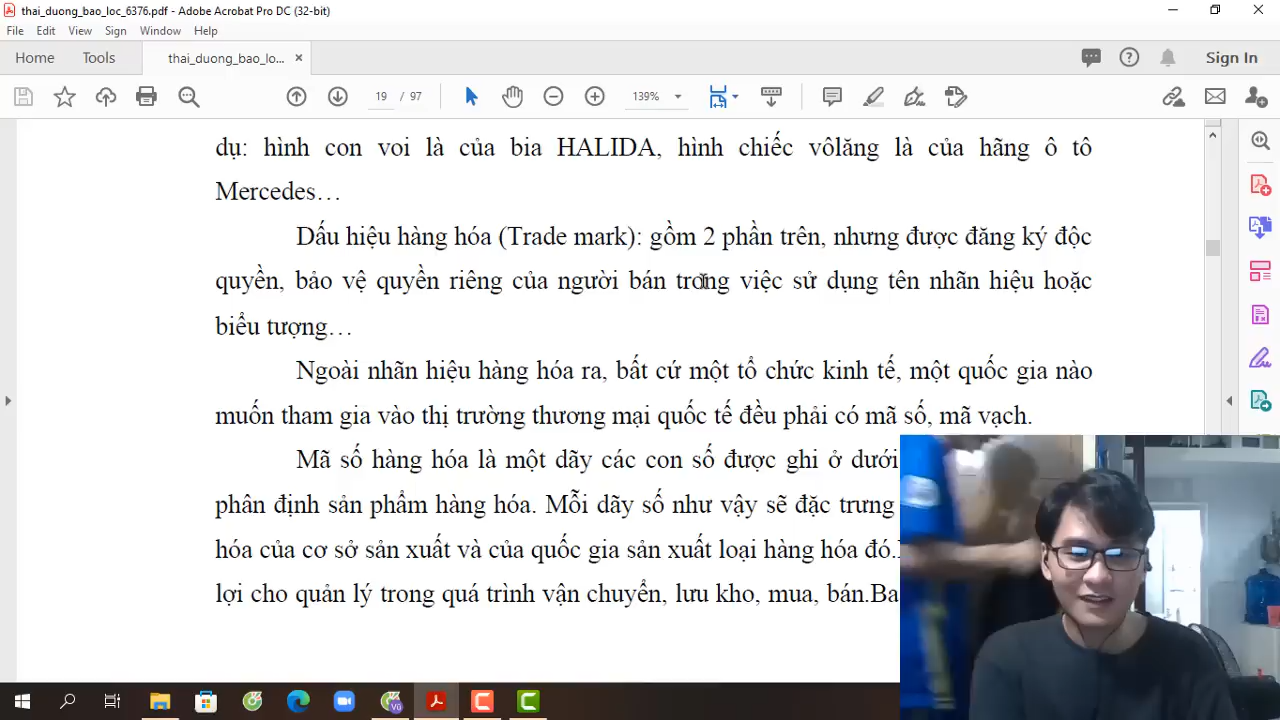 thai_duong_bao_loc_6376.pdf - Adobe Acrobat Pro DC (32-bit)
File Edit View Sign Window Help
Home Tools thai_duong_bao_lo... × Sign In
19 / 97 139%
dụ: hình con voi là của bia HALIDA, hình chiếc vôlăng là của hãng ô tô
Mercedes…
Dấu hiệu hàng hóa (Trade mark): gồm 2 phần trên, nhưng được đăng ký độc
quyền, bảo vệ quyền riêng của người bán trong việc sử dụng tên nhãn hiệu hoặc
biểu tượng…
Ngoài nhãn hiệu hàng hóa ra, bất cứ một tổ chức kinh tế, một quốc gia nào
muốn tham gia vào thị trường thương mại quốc tế đều phải có mã số, mã vạch.
Mã số hàng hóa là một dãy các con số được ghi ở dưới
phân định sản phẩm hàng hóa. Mỗi dãy số như vậy sẽ đặc trưng
hóa của cơ sở sản xuất và của quốc gia sản xuất loại hàng hóa đó.
lợi cho quản lý trong quá trình vận chuyển, lưu kho, mua, bán.Ba